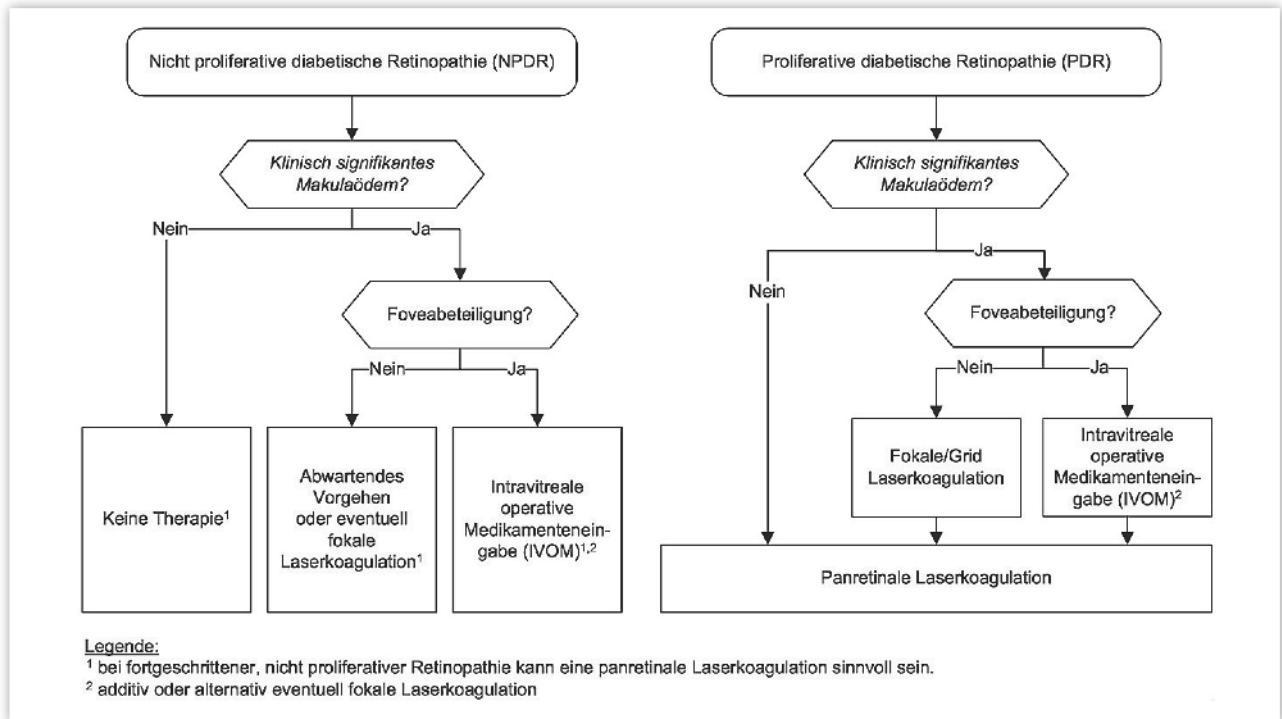 Nicht proliferative diabetische Retinopathie (NPDR)
Klinisch signifikantes
Makulaödem?
Nein
Ja
Foveabeteiligung?
Nein
Ja
Keine Therapie¹
Abwartendes
Vorgehen
oder eventuell
fokale
Laserkoagulation¹
Intravitreale
operative
Medikamentenein-
gabe (IVOM)¹,²
Proliferative diabetische Retinopathie (PDR)
Klinisch signifikantes
Makulaödem?
Nein
Ja
Foveabeteiligung?
Nein
Ja
Fokale/Grid
Laserkoagulation
Intravitreale
operative
Medikamentenein-
gabe (IVOM)²
Panretinale Laserkoagulation
Legende:
¹ bei fortgeschrittener, nicht proliferativer Retinopathie kann eine panretinale Laserkoagulation sinnvoll sein.
² additiv oder alternativ eventuell fokale Laserkoagulation